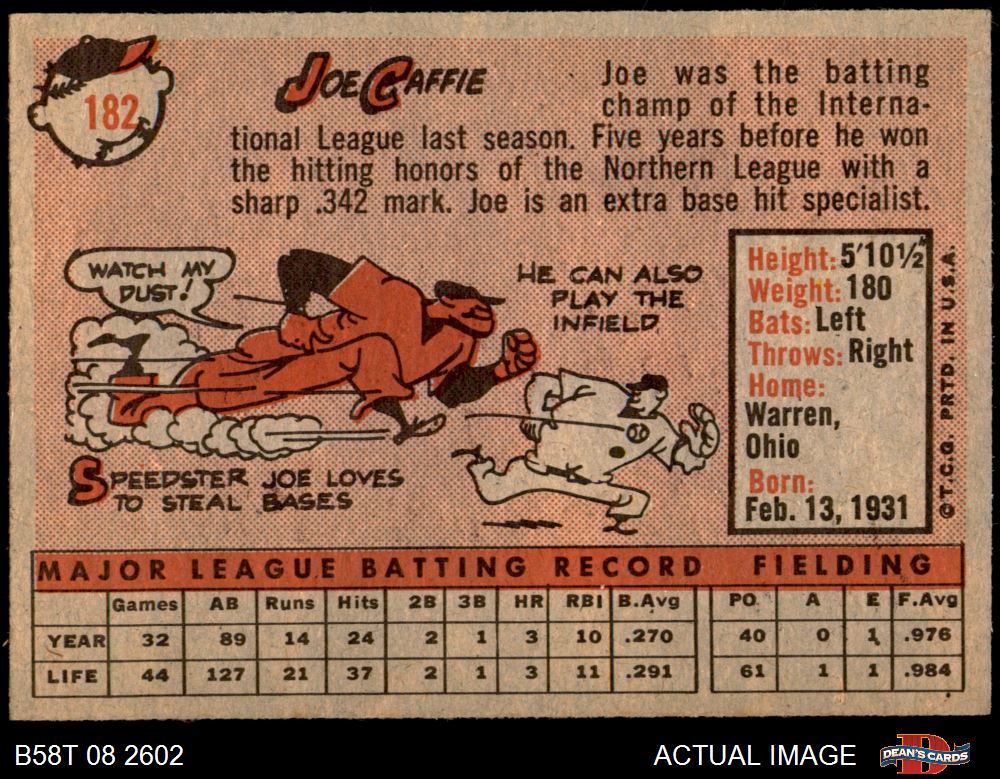 182
JOE CAFFIE
Joe was the batting
champ of the Interna-
tional League last season. Five years before he won
the hitting honors of the Northern League with a
sharp .342 mark. Joe is an extra base hit specialist.
WATCH MY
DUST!
HE CAN ALSO
PLAY THE
INFIELD
SPEEDSTER JOE LOVES
TO STEAL BASES
Height: 5'10½"
Weight: 180
Bats: Left
Throws: Right
Home:
Warren,
Ohio
Born:
Feb. 13, 1931
©T.C.G. PRTD. IN U.S.A.
MAJOR LEAGUE BATTING RECORD FIELDING
Games AB Runs Hits 2B 3B HR RBI B.Avg PO A E F.Avg
YEAR 32 89 14 24 2 1 3 10 .270 40 0 1 .976
LIFE 44 127 21 37 2 1 3 11 .291 61 1 1 .984
B58T 08 2602 ACTUAL IMAGE DEAN'S CARDS